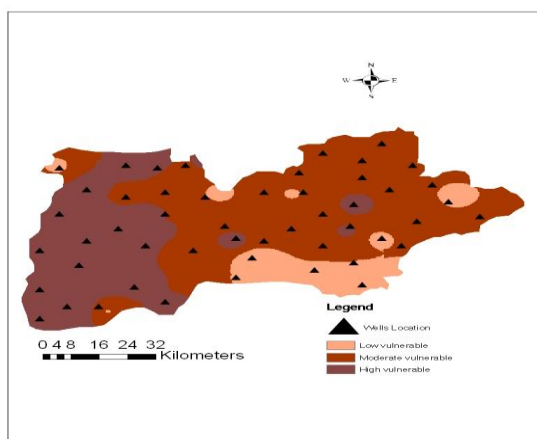 N
W E
S
Legend
Wells Location
Low vulnerable
Moderate vulnerable
High vulnerable
0 4 8 16 24 32
Kilometers